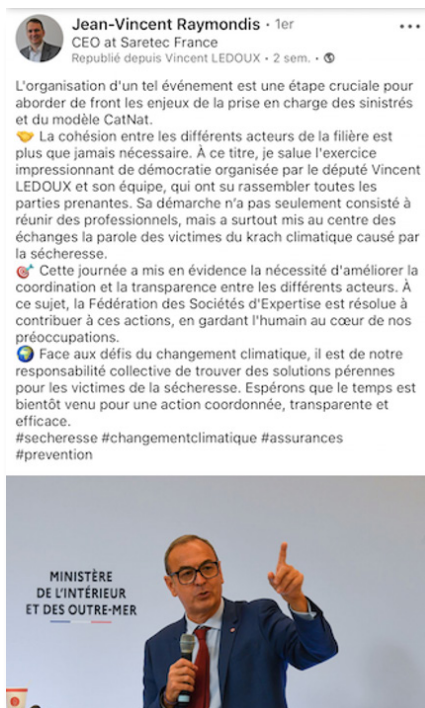 Jean-Vincent Raymondis · 1er
CEO at Saretec France
Republié depuis Vincent LEDOUX • 2 sem. •
L'organisation d'un tel événement est une étape cruciale pour
aborder de front les enjeux de la prise en charge des sinistrés
et du modèle CatNat.
🤝 La cohésion entre les différents acteurs de la filière est
plus que jamais nécessaire. À ce titre, je salue l'exercice
impressionnant de démocratie organisée par le député Vincent
LEDOUX et son équipe, qui ont su rassembler toutes les
parties prenantes. Sa démarche n'a pas seulement consisté à
réunir des professionnels, mais a surtout mis au centre des
échanges la parole des victimes du krach climatique causé par
la sécheresse.
🎯 Cette journée a mis en évidence la nécessité d'améliorer la
coordination et la transparence entre les différents acteurs. À
ce sujet, la Fédération des Sociétés d'Expertise est résolue à
contribuer à ces actions, en gardant l'humain au cœur de nos
préoccupations.
🌍 Face aux défis du changement climatique, il est de notre
responsabilité collective de trouver des solutions pérennes
pour les victimes de la sécheresse. Espérons que le temps est
bientôt venu pour une action coordonnée, transparente et
efficace.
#secheresse #changementclimatique #assurances
#prevention
MINISTÈRE
DE L'INTÉRIEUR
ET DES OUTRE-MER